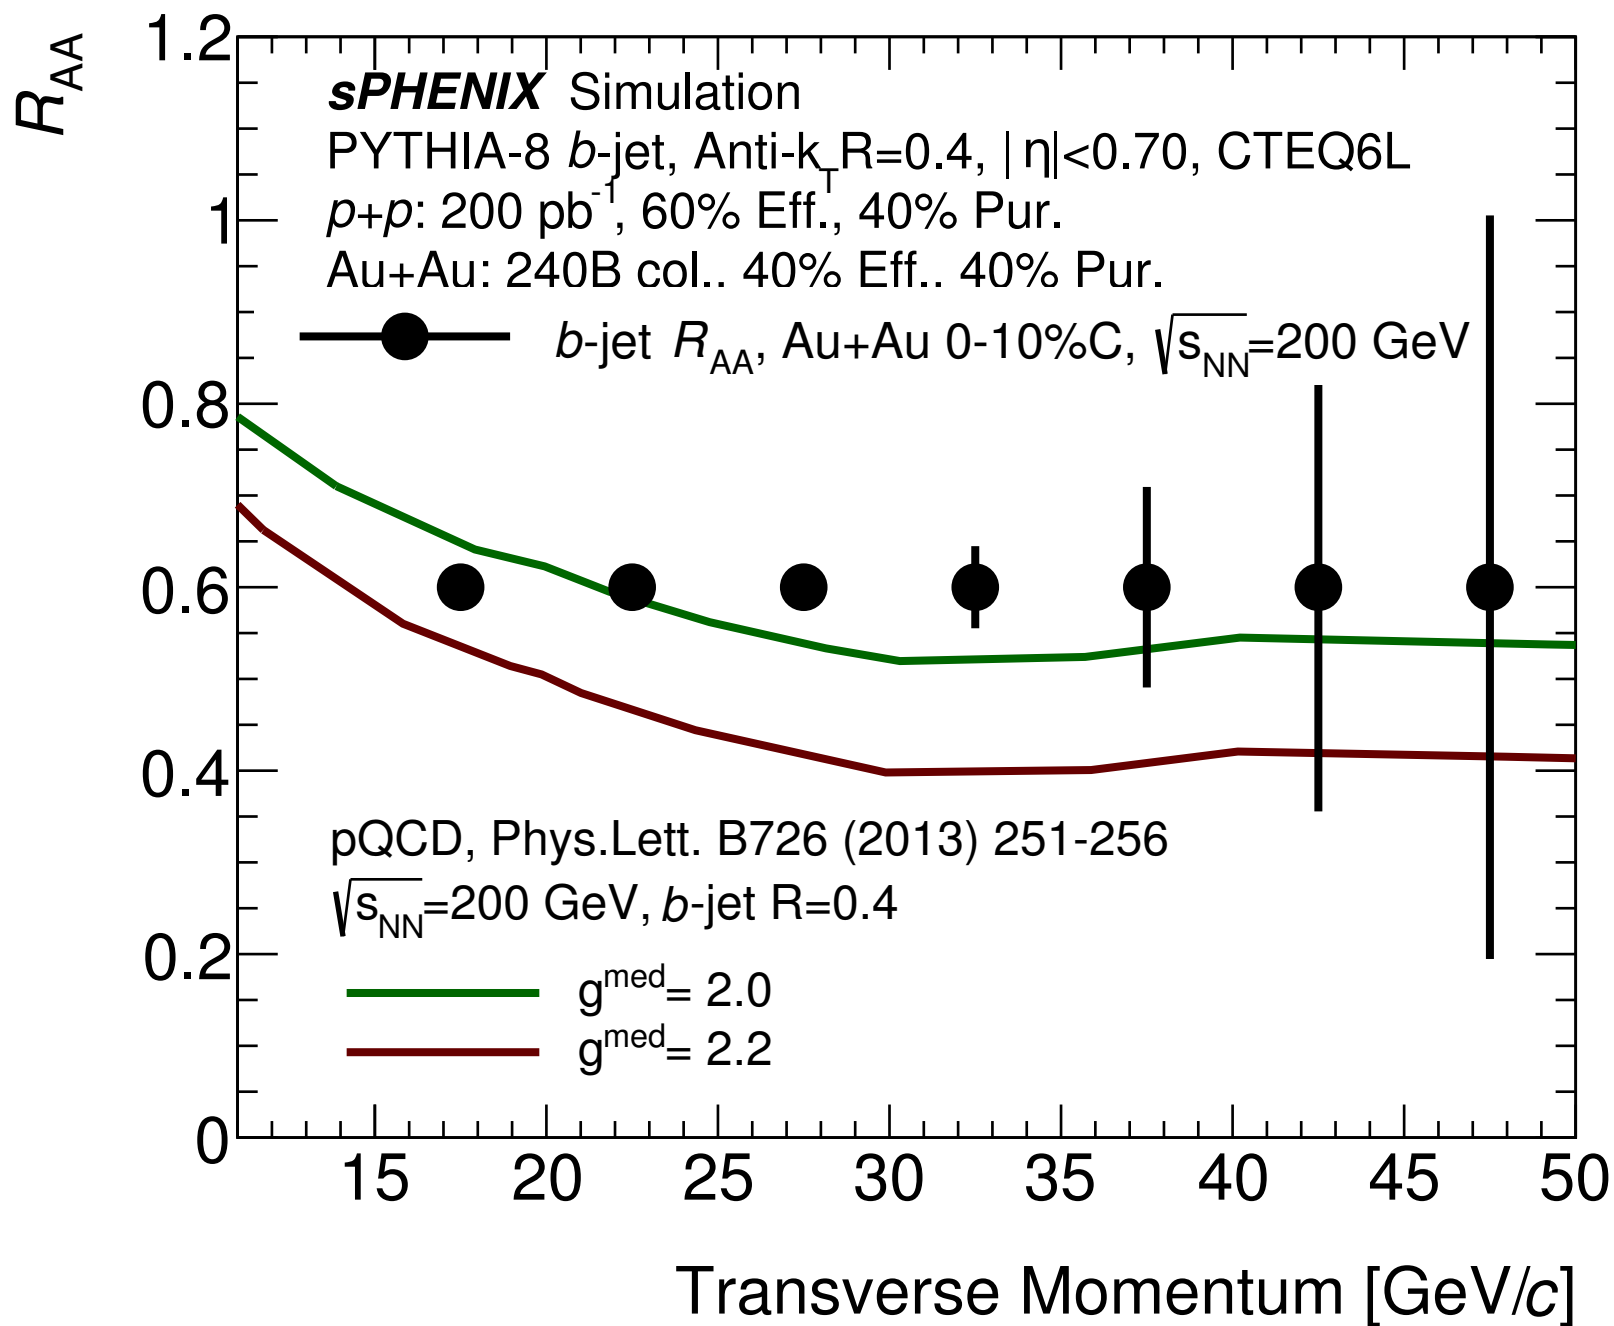 R_AA
1.2
sPHENIX Simulation
PYTHIA-8 b-jet, Anti-k_T R=0.4, |η|<0.70, CTEQ6L
p+p: 200 pb^-1, 60% Eff., 40% Pur.
1
Au+Au: 240B col., 40% Eff., 40% Pur.
b-jet R_AA, Au+Au 0-10%C, √s_NN=200 GeV
0.8
0.6
0.4
pQCD, Phys.Lett. B726 (2013) 251-256
√s_NN=200 GeV, b-jet R=0.4
0.2
g^med= 2.0
g^med= 2.2
0
15 20 25 30 35 40 45 50
Transverse Momentum [GeV/c]